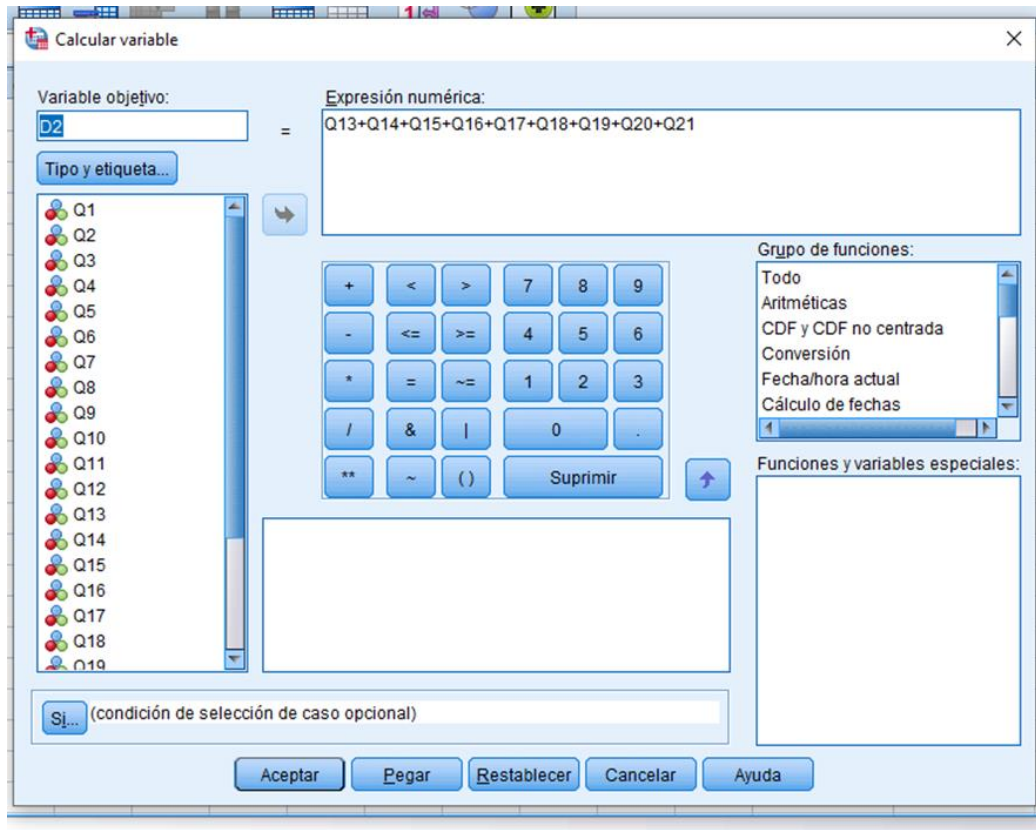 Calcular variable
Variable objetivo:
D2
=
Expresión numérica:
Q13+Q14+Q15+Q16+Q17+Q18+Q19+Q20+Q21
Tipo y etiqueta...
Q1
Q2
Q3
Q4
Q5
Q6
Q7
Q8
Q9
Q10
Q11
Q12
Q13
Q14
Q15
Q16
Q17
Q18
Q19
+ < > 7 8 9
- <= >= 4 5 6
* = ~= 1 2 3
/ & | 0 .
** ~ ( ) Suprimir
Grupo de funciones:
Todo
Aritméticas
CDF y CDF no centrada
Conversión
Fecha/hora actual
Cálculo de fechas
Funciones y variables especiales:
Si... (condición de selección de caso opcional)
Aceptar Pegar Restablecer Cancelar Ayuda